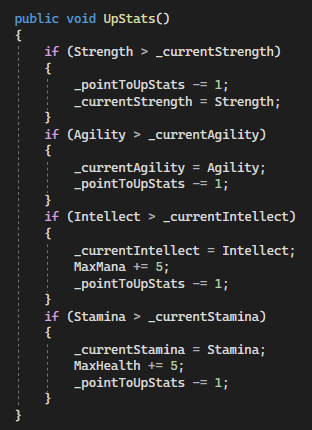 public void UpStats()
{
if (Strength > _currentStrength)
{
_pointToUpStats -= 1;
_currentStrength = Strength;
}
if (Agility > _currentAgility)
{
_currentAgility = Agility;
_pointToUpStats -= 1;
}
if (Intellect > _currentIntellect)
{
_currentIntellect = Intellect;
MaxMana += 5;
_pointToUpStats -= 1;
}
if (Stamina > _currentStamina)
{
_currentStamina = Stamina;
MaxHealth += 5;
_pointToUpStats -= 1;
}
}